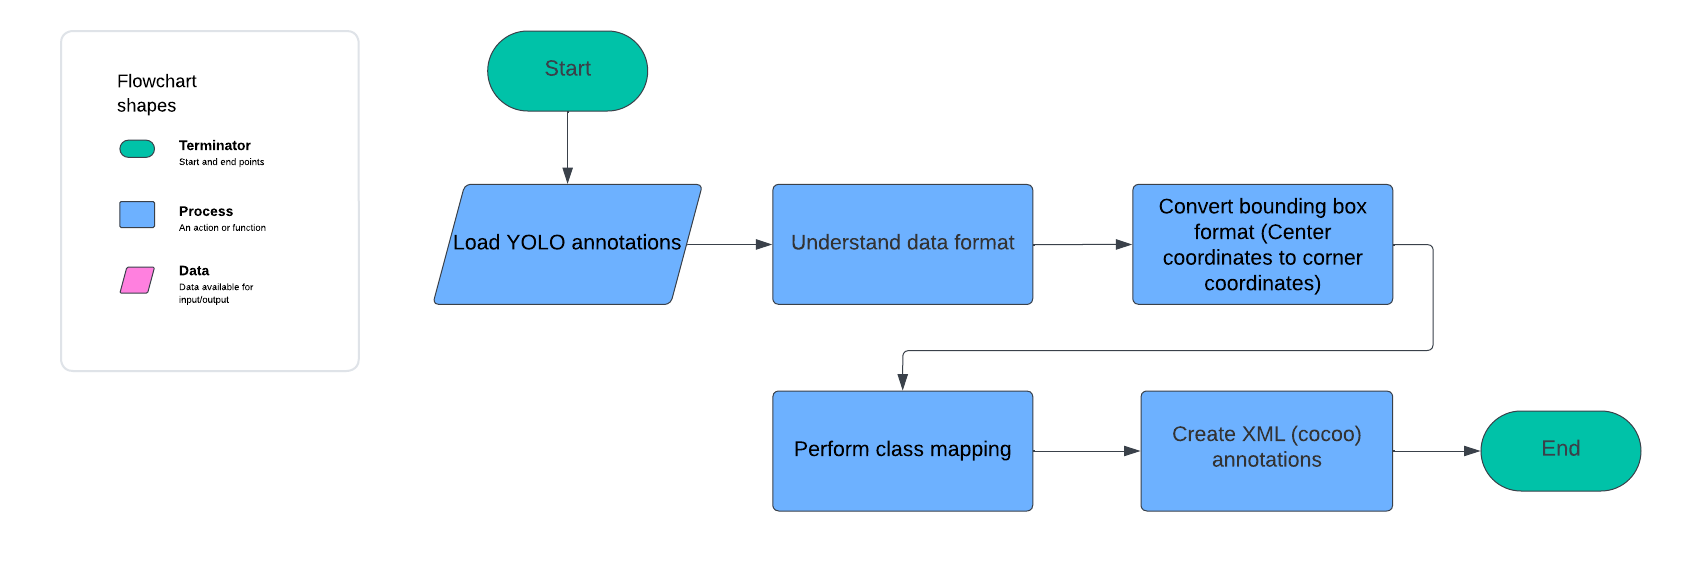 Flowchart
shapes
Terminator
Start and end points
Process
An action or function
Data
Data available for
input/output
Start
Load YOLO annotations
Understand data format
Convert bounding box
format (Center
coordinates to corner
coordinates)
Perform class mapping
Create XML (cocoo)
annotations
End